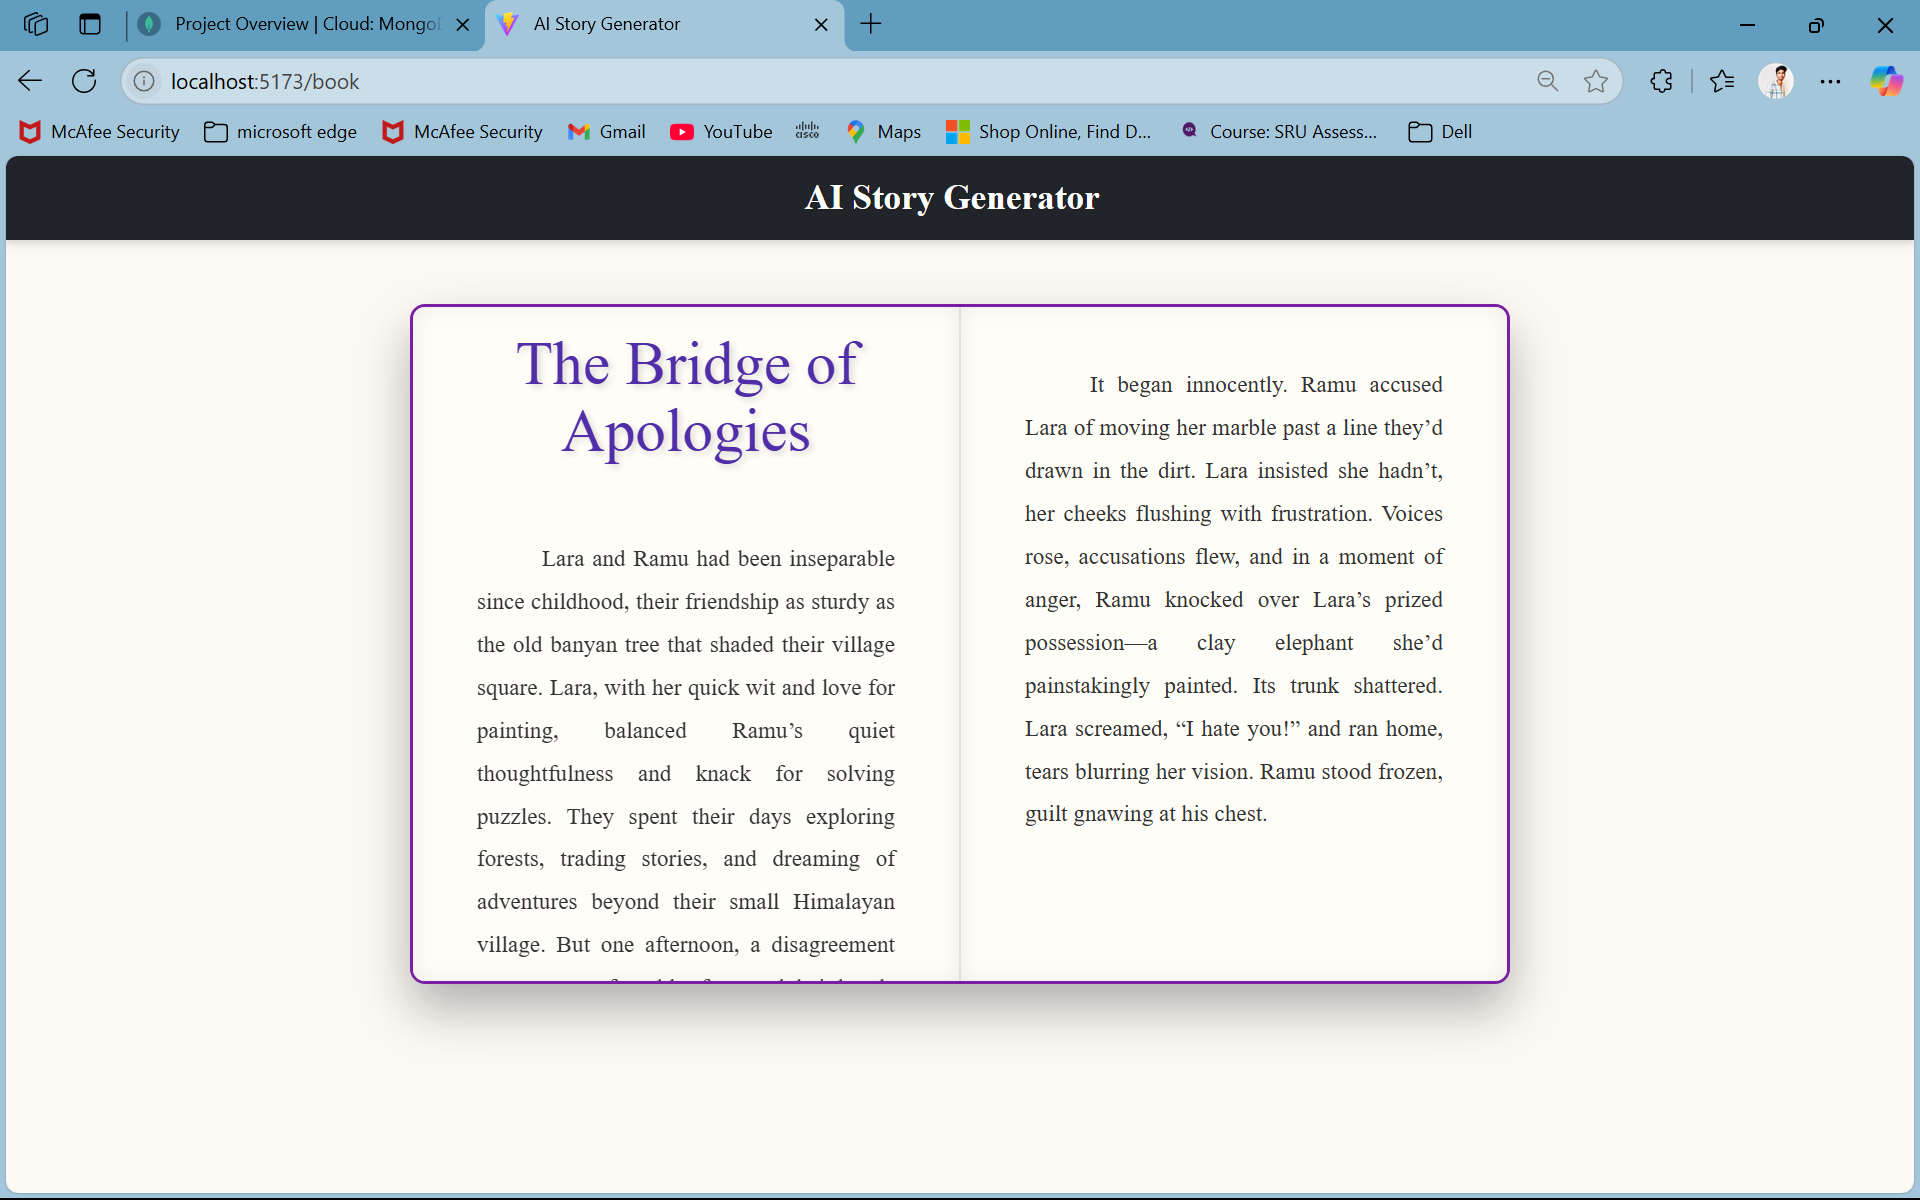 Project Overview | Cloud: Mongo
AI Story Generator
localhost:5173/book
McAfee Security
microsoft edge
McAfee Security
Gmail
YouTube
cisco
Maps
Shop Online, Find D...
Course: SRU Assess...
Dell
AI Story Generator
The Bridge of
Apologies
Lara and Ramu had been inseparable
since childhood, their friendship as sturdy as
the old banyan tree that shaded their village
square. Lara, with her quick wit and love for
painting, balanced Ramu’s quiet
thoughtfulness and knack for solving
puzzles. They spent their days exploring
forests, trading stories, and dreaming of
adventures beyond their small Himalayan
village. But one afternoon, a disagreement
It began innocently. Ramu accused
Lara of moving her marble past a line they’d
drawn in the dirt. Lara insisted she hadn’t,
her cheeks flushing with frustration. Voices
rose, accusations flew, and in a moment of
anger, Ramu knocked over Lara’s prized
possession—a clay elephant she’d
painstakingly painted. Its trunk shattered.
Lara screamed, “I hate you!” and ran home,
tears blurring her vision. Ramu stood frozen,
guilt gnawing at his chest.